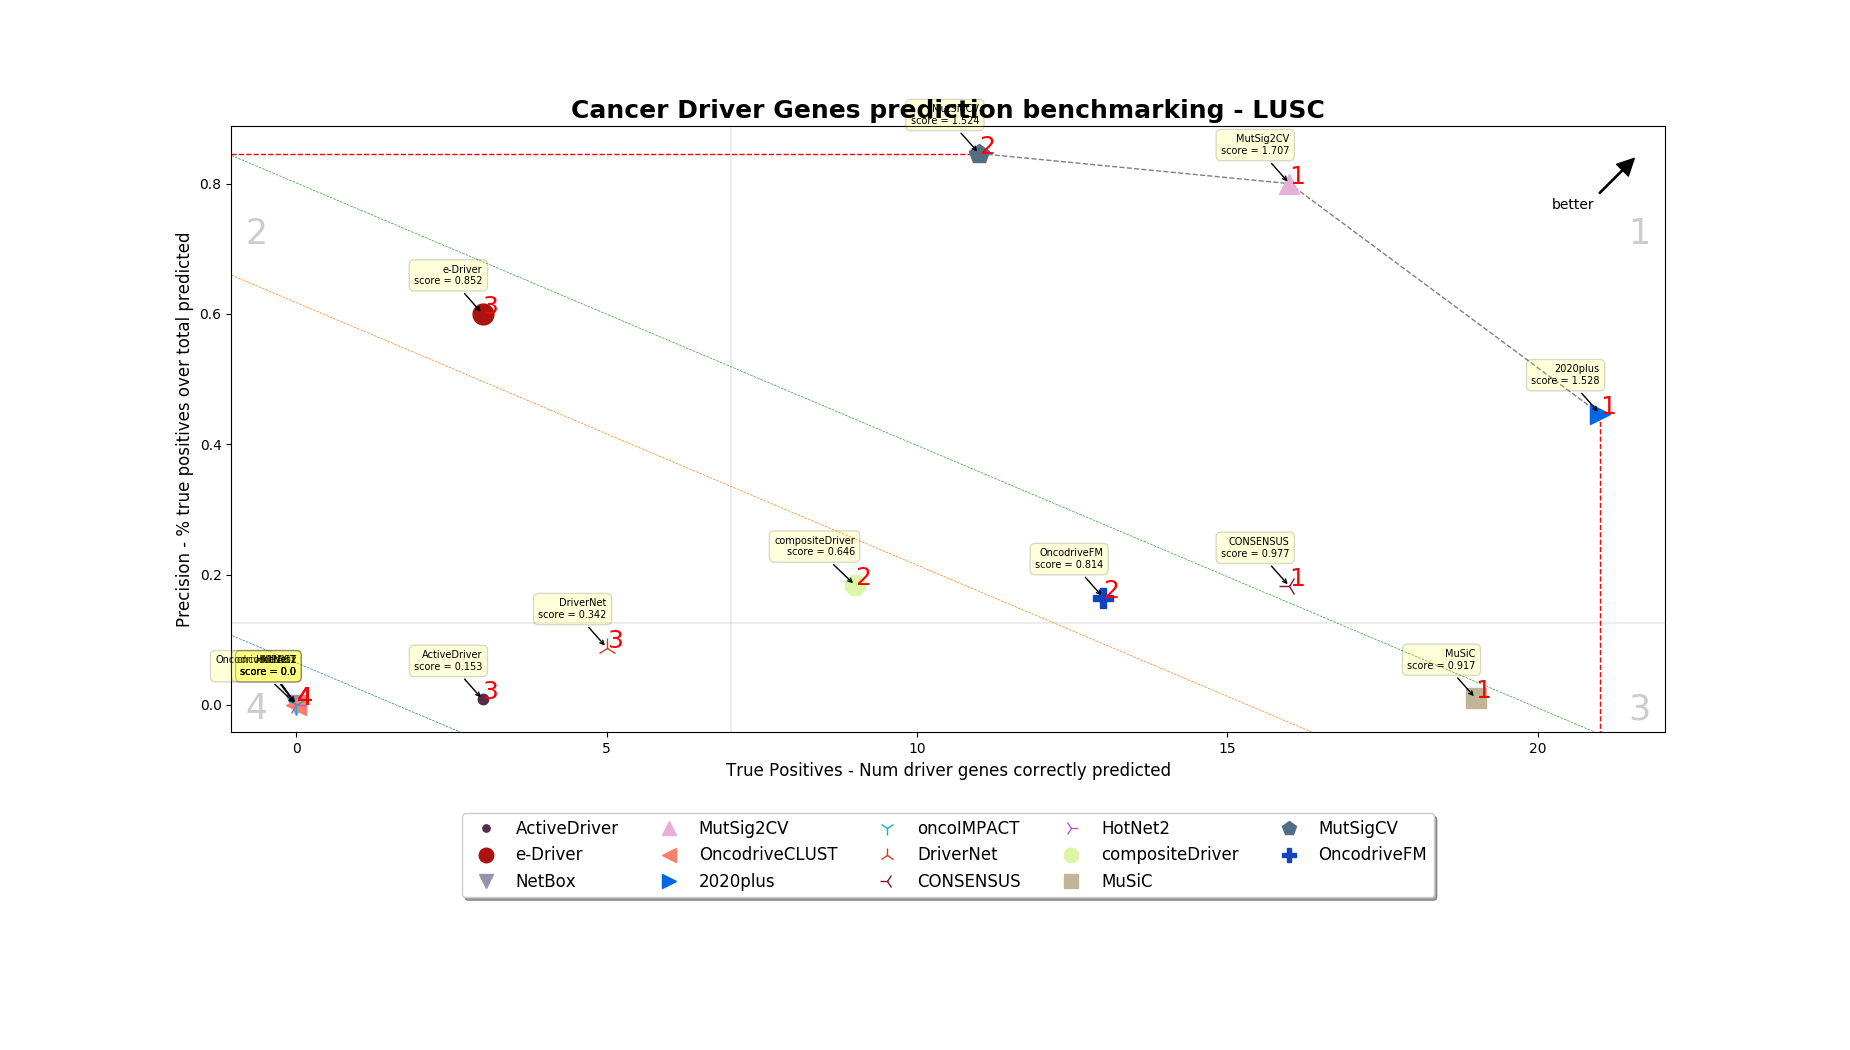 Cancer Driver Genes prediction benchmarking - LUSC
score = 1.524
2
MutSig2CV
score = 1.707
1
better
0.8
2
1
e-Driver
score = 0.852
3
0.6
2020plus
score = 1.528
1
0.4
compositeDriver
score = 0.646
2
OncodriveFM
score = 0.814
2
CONSENSUS
score = 0.977
1
0.2
DriverNet
score = 0.342
3
ActiveDriver
score = 0.153
3
MuSiC
score = 0.917
1
score = 0.0
4
0.0
4
3
0
5
10
15
20
Precision - % true positives over total predicted
True Positives - Num driver genes correctly predicted
ActiveDriver
e-Driver
NetBox
MutSig2CV
OncodriveCLUST
2020plus
oncoIMPACT
DriverNet
CONSENSUS
HotNet2
compositeDriver
MuSiC
MutSigCV
OncodriveFM